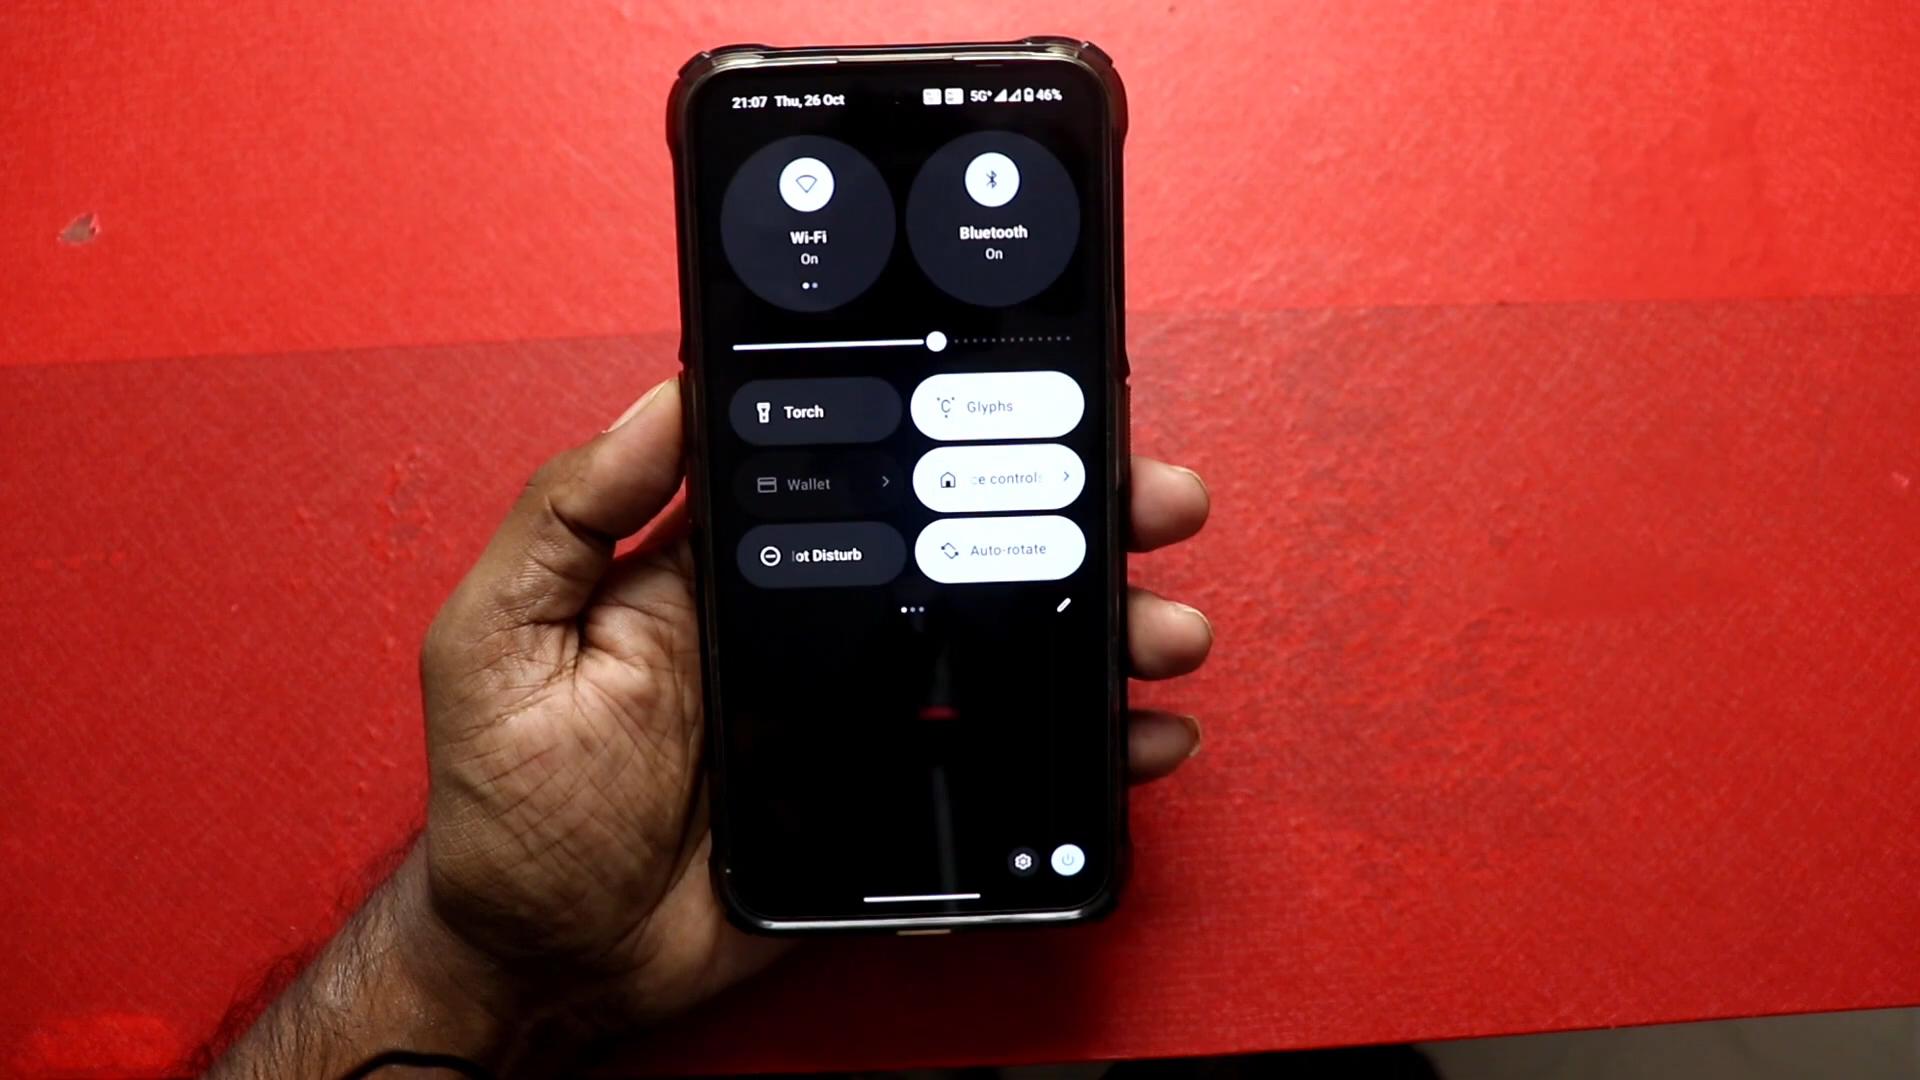 21:07 Thu, 26 Oct 5G+ 46%
Wi-Fi
On
Bluetooth
On
Torch
Glyphs
Wallet
ce controls
ot Disturb
Auto-rotate